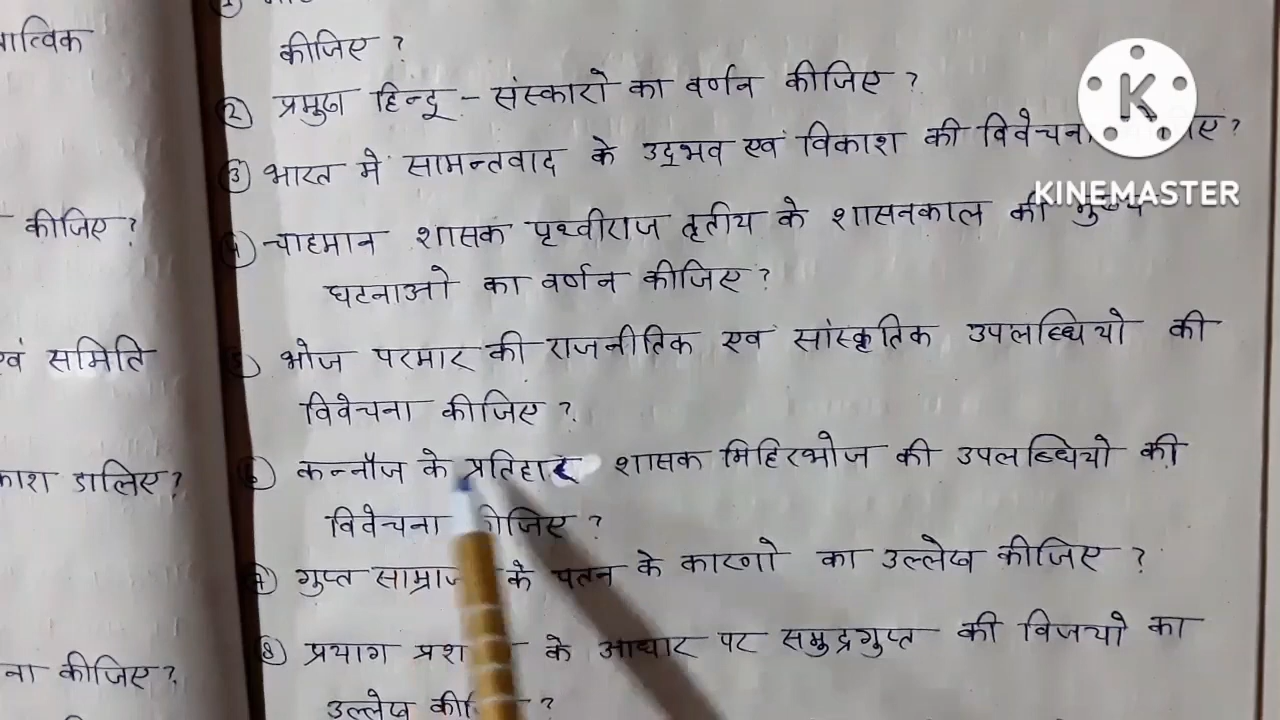 कीजिए ?
② प्रमुख हिन्दू - संस्कारो का वर्णन कीजिए ?
③ भारत मे सामन्तवाद के उद्भव एवं विकाश की विवेचना
④ चाहमान शासक पृथ्वीराज तृतीय के शासनकाल की मुख्य
घटनाओ का वर्णन कीजिए ?
⑤ भोज परमार की राजनीतिक एवं सांस्कृतिक उपलब्धियो की
विवेचना कीजिए ?
⑥ कन्नौज के प्रतिहार शासक मिहिरभोज की उपलब्धियो की
विवेचना कीजिए ?
⑦ गुप्त के पतन के कारणो का उल्लेख कीजिए ?
⑧ प्रयाग के आधार पर समुद्रगुप्त की विजयो का
उल्लेख ?
कीजिए ?
एवं समिति
डालिए ?
कीजिए ?
K
KINEMASTER